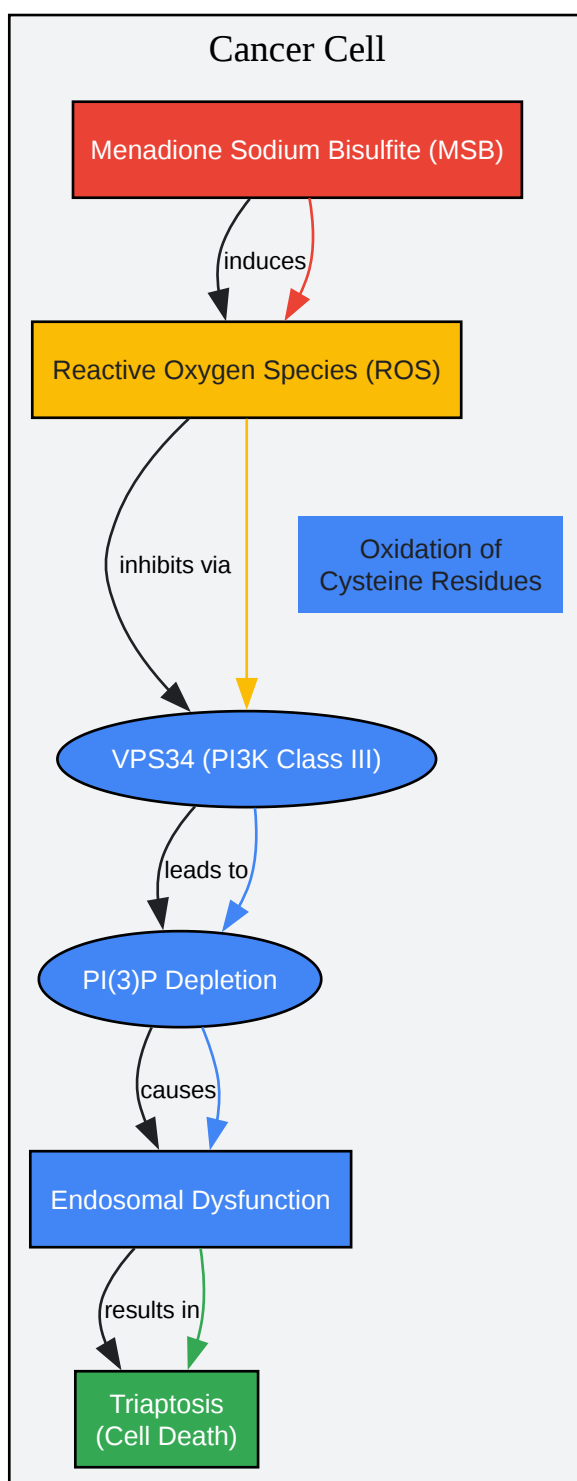 Cancer Cell
Menadione Sodium Bisulfite (MSB)
induces
Reactive Oxygen Species (ROS)
Oxidation of
Cysteine Residues
inhibits via
VPS34 (PI3K Class III)
leads to
PI(3)P Depletion
causes
Endosomal Dysfunction
results in
Triaptosis
(Cell Death)